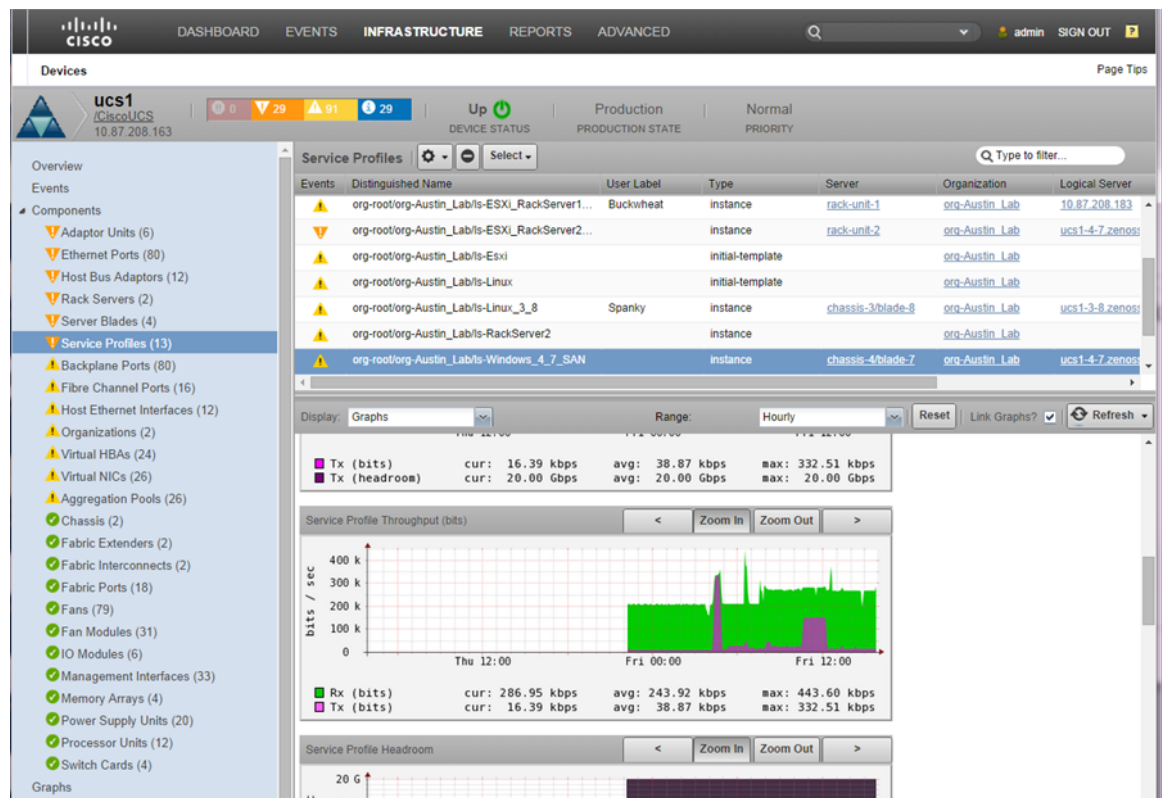 CISCO DASHBOARD EVENTS INFRASTRUCTURE REPORTS ADVANCED admin SIGN OUT ?
Devices Page Tips
ucs1
/CiscoUCS
10.87.208.163
0 29 91 29
Up
DEVICE STATUS
Production
PRODUCTION STATE
Normal
PRIORITY
Overview
Events
Components
Adaptor Units (6)
Ethernet Ports (80)
Host Bus Adaptors (12)
Rack Servers (2)
Server Blades (4)
Service Profiles (13)
Backplane Ports (80)
Fibre Channel Ports (16)
Host Ethernet Interfaces (12)
Organizations (2)
Virtual HBAs (24)
Virtual NICs (26)
Aggregation Pools (26)
Chassis (2)
Fabric Extenders (2)
Fabric Interconnects (2)
Fabric Ports (18)
Fans (79)
Fan Modules (31)
IO Modules (6)
Management Interfaces (33)
Memory Arrays (4)
Power Supply Units (20)
Processor Units (12)
Switch Cards (4)
Graphs
Service Profiles Select Type to filter...
Events Distinguished Name User Label Type Server Organization Logical Server
org-root/org-Austin_Lab/ls-ESXi_RackServer1... Buckwheat instance rack-unit-1 org-Austin_Lab 10.87.208.183
org-root/org-Austin_Lab/ls-ESXi_RackServer2... instance rack-unit-2 org-Austin_Lab ucs1-4-7.zenoss
org-root/org-Austin_Lab/ls-Esxi initial-template org-Austin_Lab
org-root/org-Austin_Lab/ls-Linux initial-template org-Austin_Lab
org-root/org-Austin_Lab/ls-Linux_3_8 Spanky instance chassis-3/blade-8 org-Austin_Lab ucs1-3-8.zenoss
org-root/org-Austin_Lab/ls-RackServer2 instance org-Austin_Lab
org-root/org-Austin_Lab/ls-Windows_4_7_SAN instance chassis-4/blade-7 org-Austin_Lab ucs1-4-7.zenoss
Display: Graphs Range: Hourly Reset Link Graphs? Refresh
Tx (bits) cur: 16.39 kbps avg: 38.87 kbps max: 332.51 kbps
Tx (headroom) cur: 20.00 Gbps avg: 20.00 Gbps max: 20.00 Gbps
Service Profile Throughput (bits) < Zoom In Zoom Out >
bits / sec
400 k
300 k
200 k
100 k
0
Thu 12:00 Fri 00:00 Fri 12:00
Rx (bits) cur: 286.95 kbps avg: 243.92 kbps max: 443.60 kbps
Tx (bits) cur: 16.39 kbps avg: 38.87 kbps max: 332.51 kbps
Service Profile Headroom < Zoom In Zoom Out >
20 G